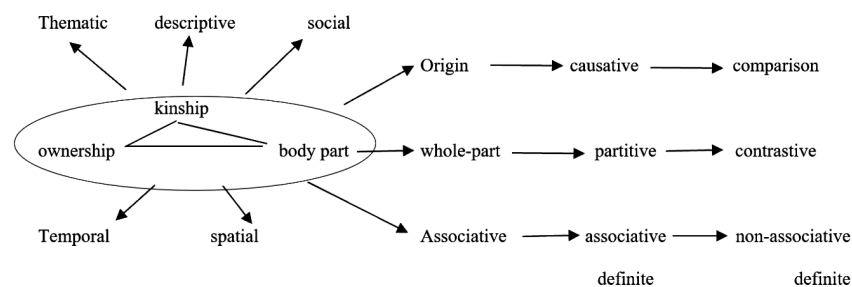 Thematic descriptive social
Origin causative comparison
kinship
ownership body part whole-part partitive contrastive
Temporal spatial Associative associative non-associative
definite definite